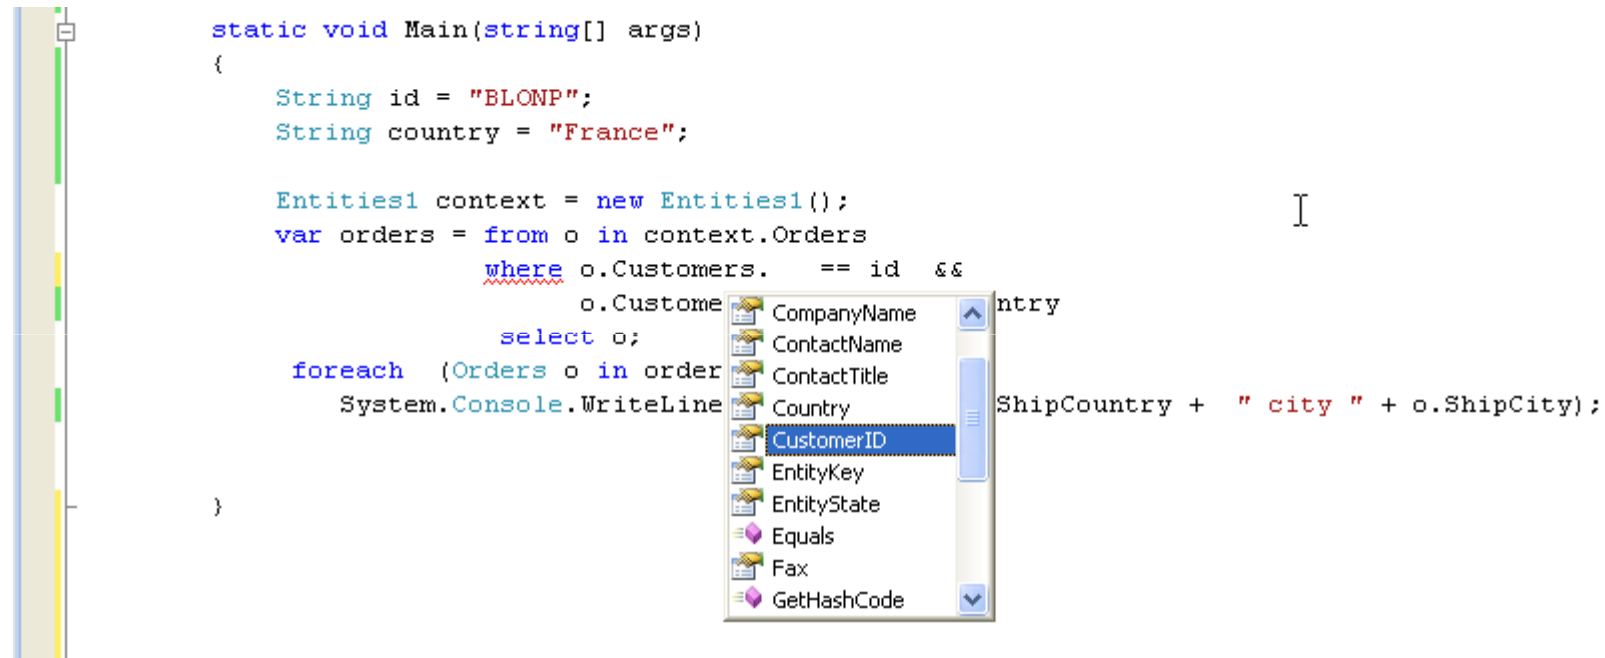 static void Main(string[] args)
{
String id = "BLONP";
String country = "France";
Entities1 context = new Entities1();
var orders = from o in context.Orders
where o.Customers.   == id  &&
o.Custome ntry
select o;
foreach  (Orders o in order
System.Console.WriteLine ShipCountry +  " city " + o.ShipCity);
}
CompanyName
ContactName
ContactTitle
Country
CustomerID
EntityKey
EntityState
Equals
Fax
GetHashCode